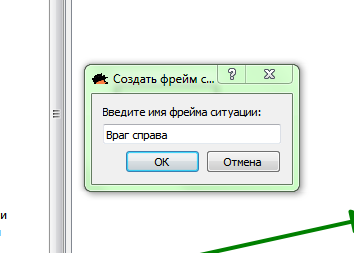 Создать фрейм с...
Введите имя фрейма ситуации:
Враг справа
OK
Отмена
и